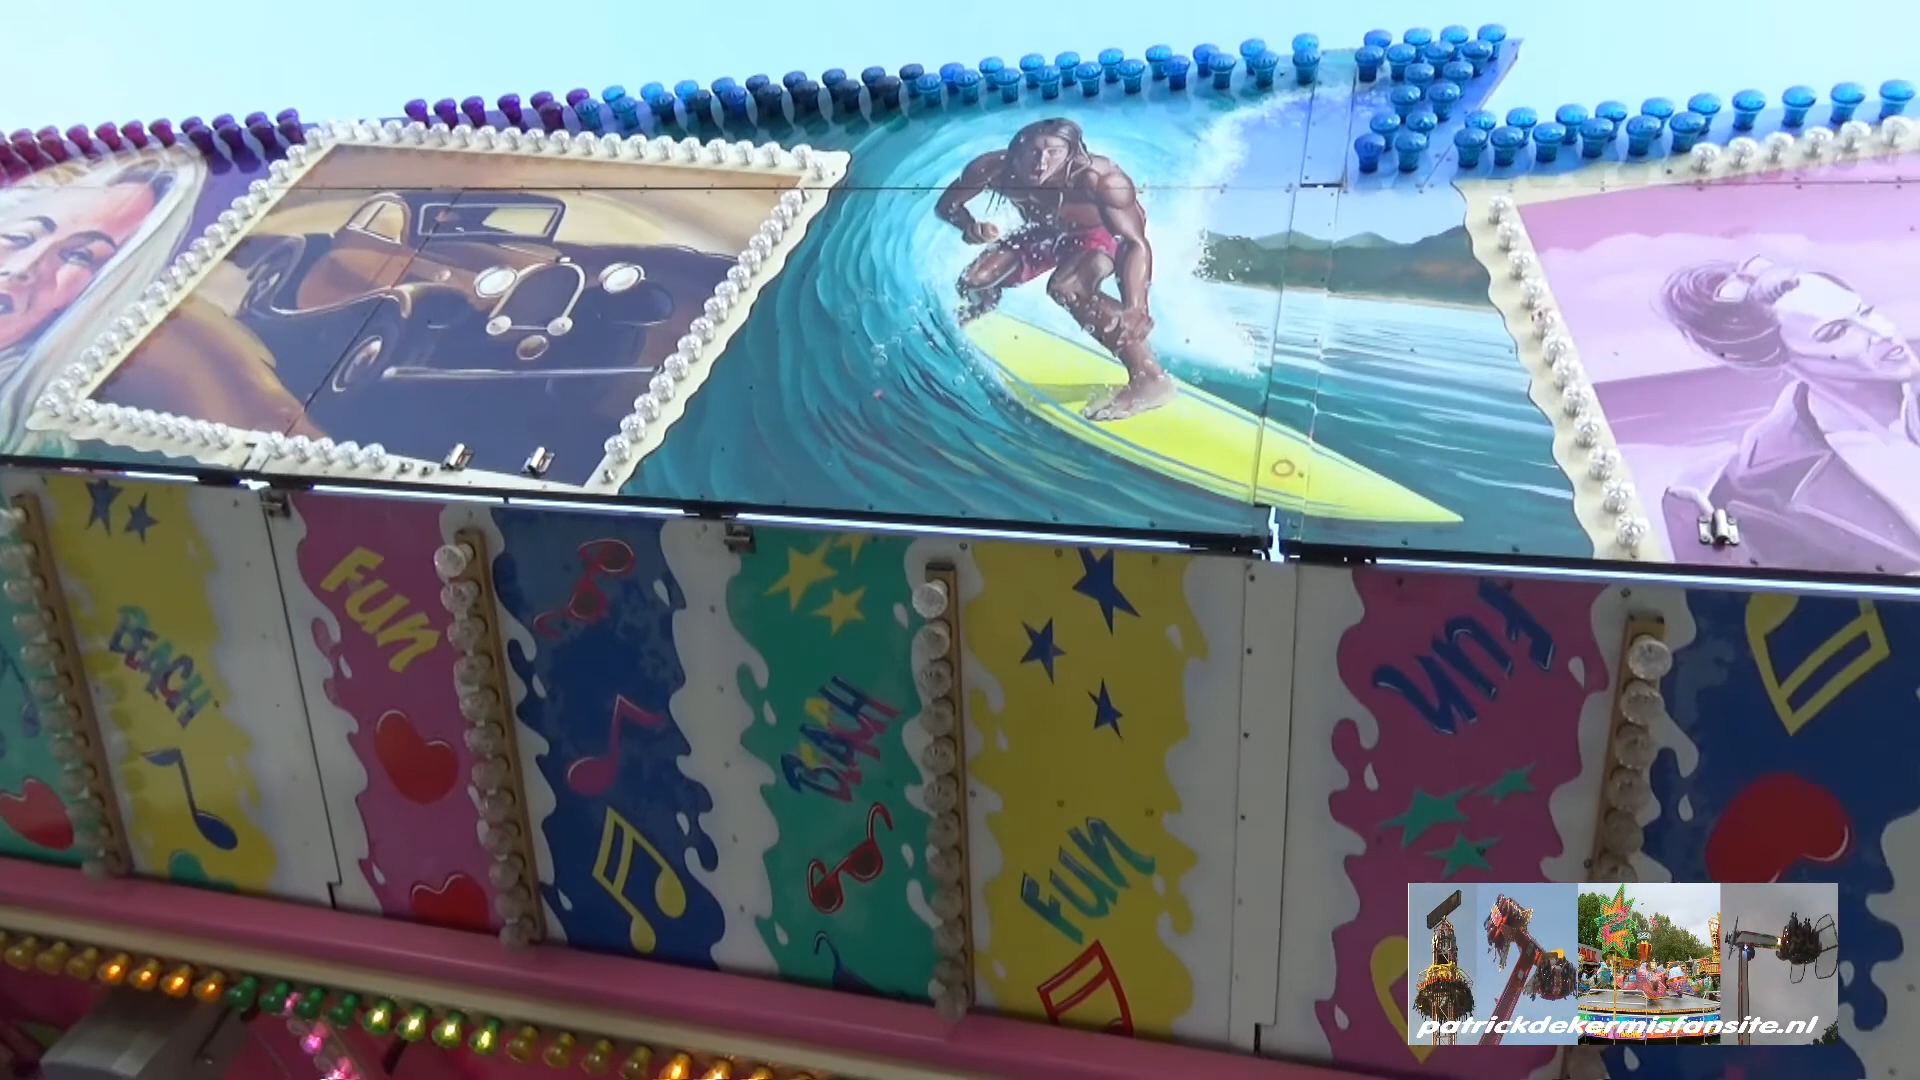 FUN
BEACH
BEACH
FUN
FUN
patrickdekermisfansite.nl